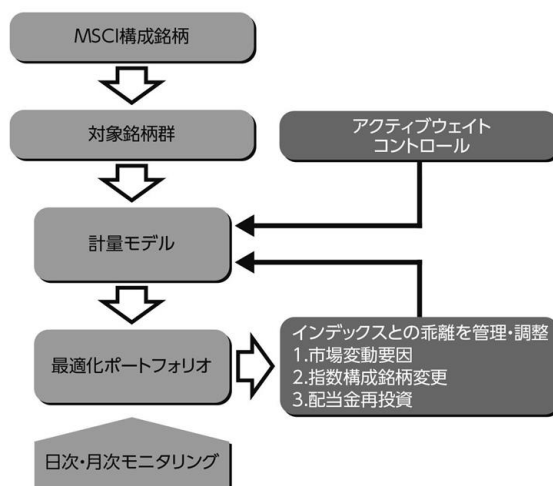 MSCI構成銘柄
対象銘柄群
アクティブウェイト
コントロール
計量モデル
最適化ポートフォリオ
インデックスとの乖離を管理・調整
1.市場変動要因
2.指数構成銘柄変更
3.配当金再投資
日次・月次モニタリング